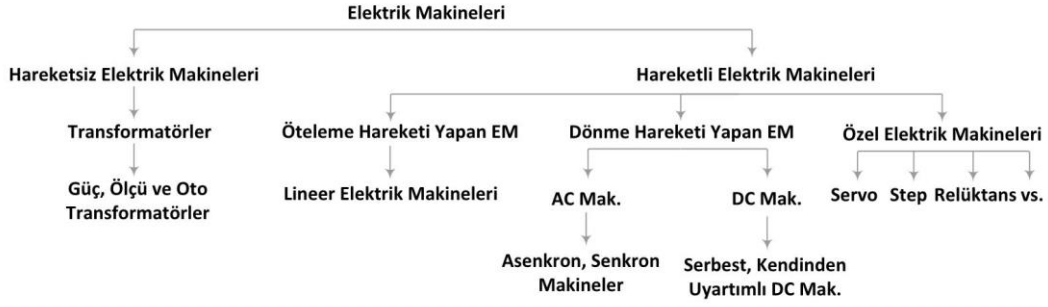 Elektrik Makineleri
Hareketsiz Elektrik Makineleri
Hareketli Elektrik Makineleri
Transformatörler
Öteleme Hareketi Yapan EM
Dönme Hareketi Yapan EM
Özel Elektrik Makineleri
Güç, Ölçü ve Oto
Transformatörler
Lineer Elektrik Makineleri
AC Mak.
DC Mak.
Servo Step Relüktans vs.
Asenkron, Senkron
Makineler
Serbest, Kendinden
Uyartımlı DC Mak.